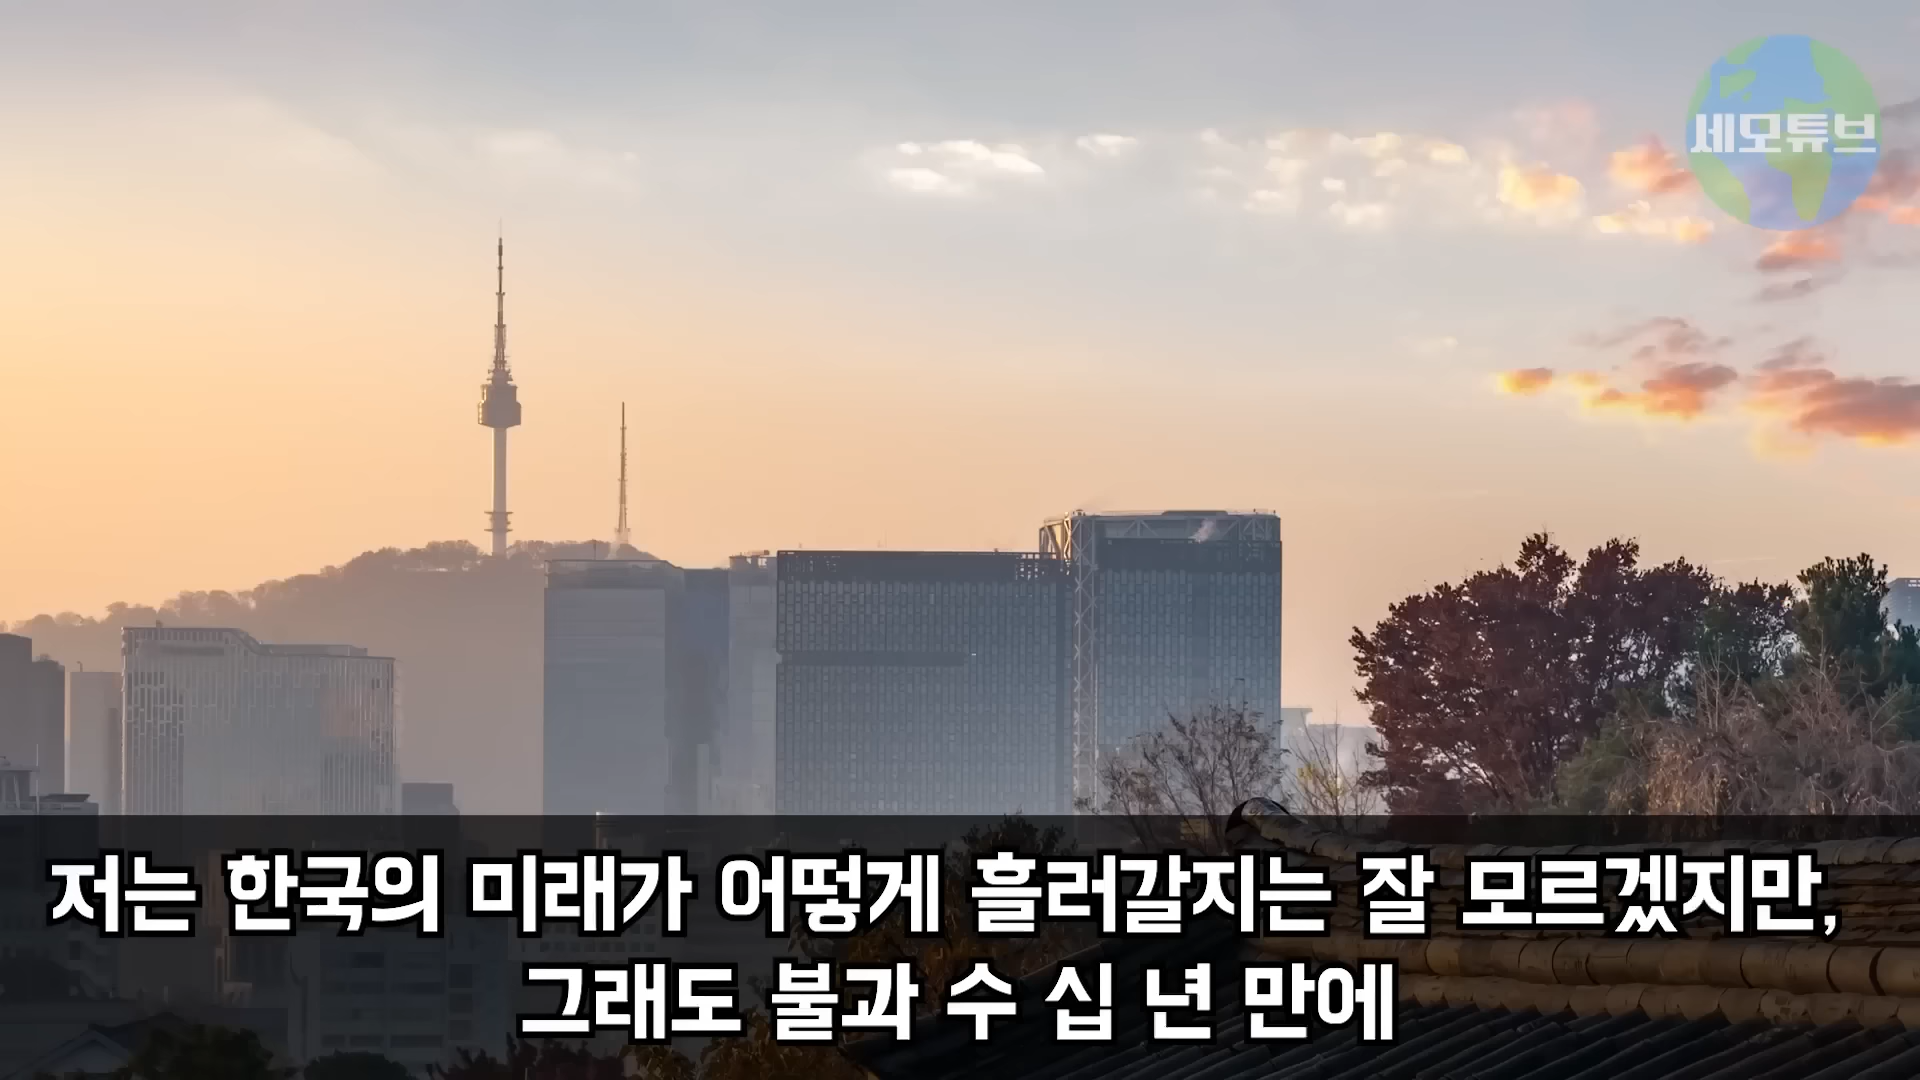 세모튜브
저는 한국의 미래가 어떻게 흘러갈지는 잘 모르겠지만,
그래도 불과 수 십 년 만에